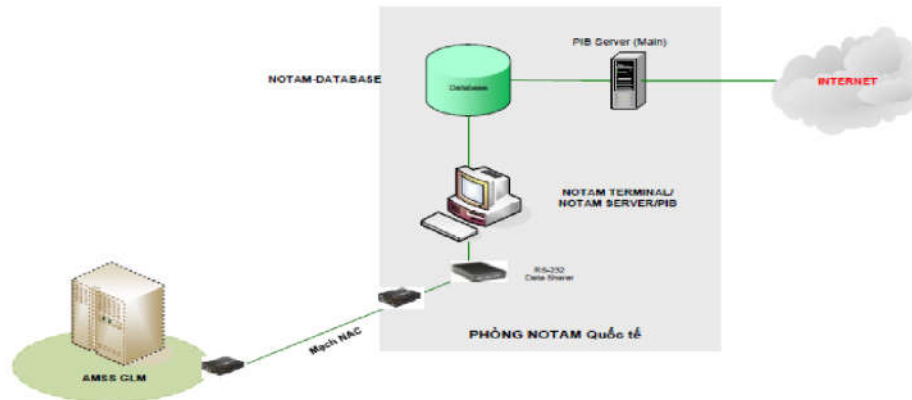 PIB Server (Main)
NOTAM-DATABASE
Database
INTERNET
NOTAM TERMINAL/
NOTAM SERVER/PIB
RS-232
Data Sharer
Mạch NAC
PHÒNG NOTAM Quốc tế
AMSS GLM